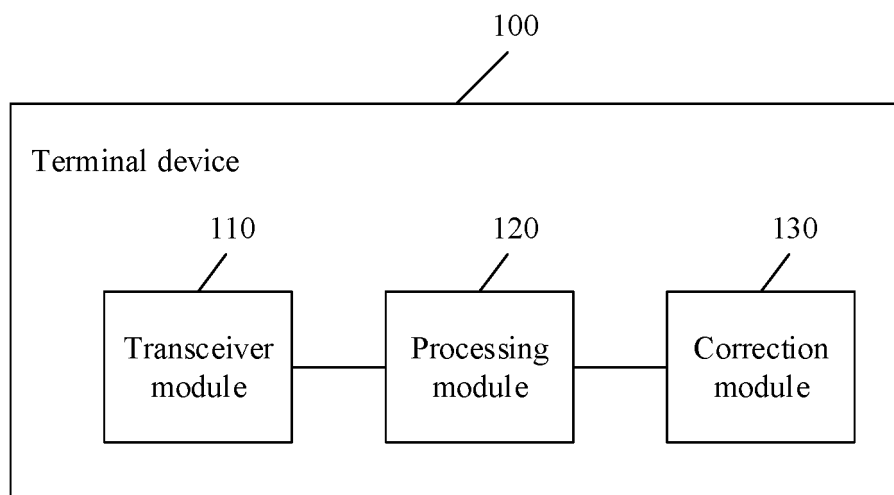 100
Terminal device
110
120
130
Transceiver
module
Processing
module
Correction
module